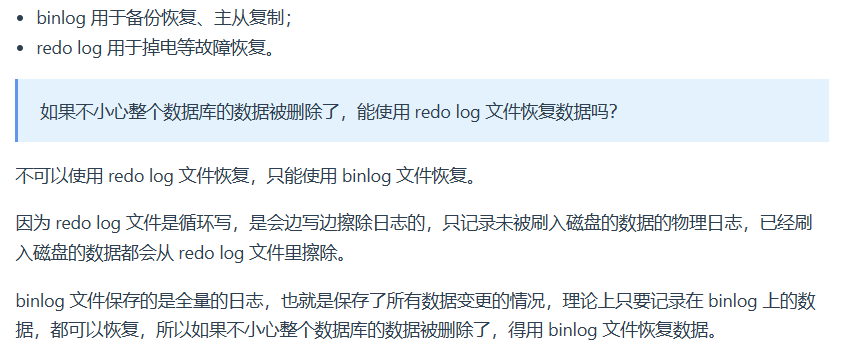 • binlog 用于备份恢复、主从复制；
• redo log 用于掉电等故障恢复。
如果不小心整个数据库的数据被删除了，能使用 redo log 文件恢复数据吗？
不可以使用 redo log 文件恢复，只能使用 binlog 文件恢复。
因为 redo log 文件是循环写，是会边写边擦除日志的，只记录未被刷入磁盘的数据的物理日志，已经刷
入磁盘的数据都会从 redo log 文件里擦除。
binlog 文件保存的是全量的日志，也就是保存了所有数据变更的情况，理论上只要记录在 binlog 上的数
据，都可以恢复，所以如果不小心整个数据库的数据被删除了，得用 binlog 文件恢复数据。